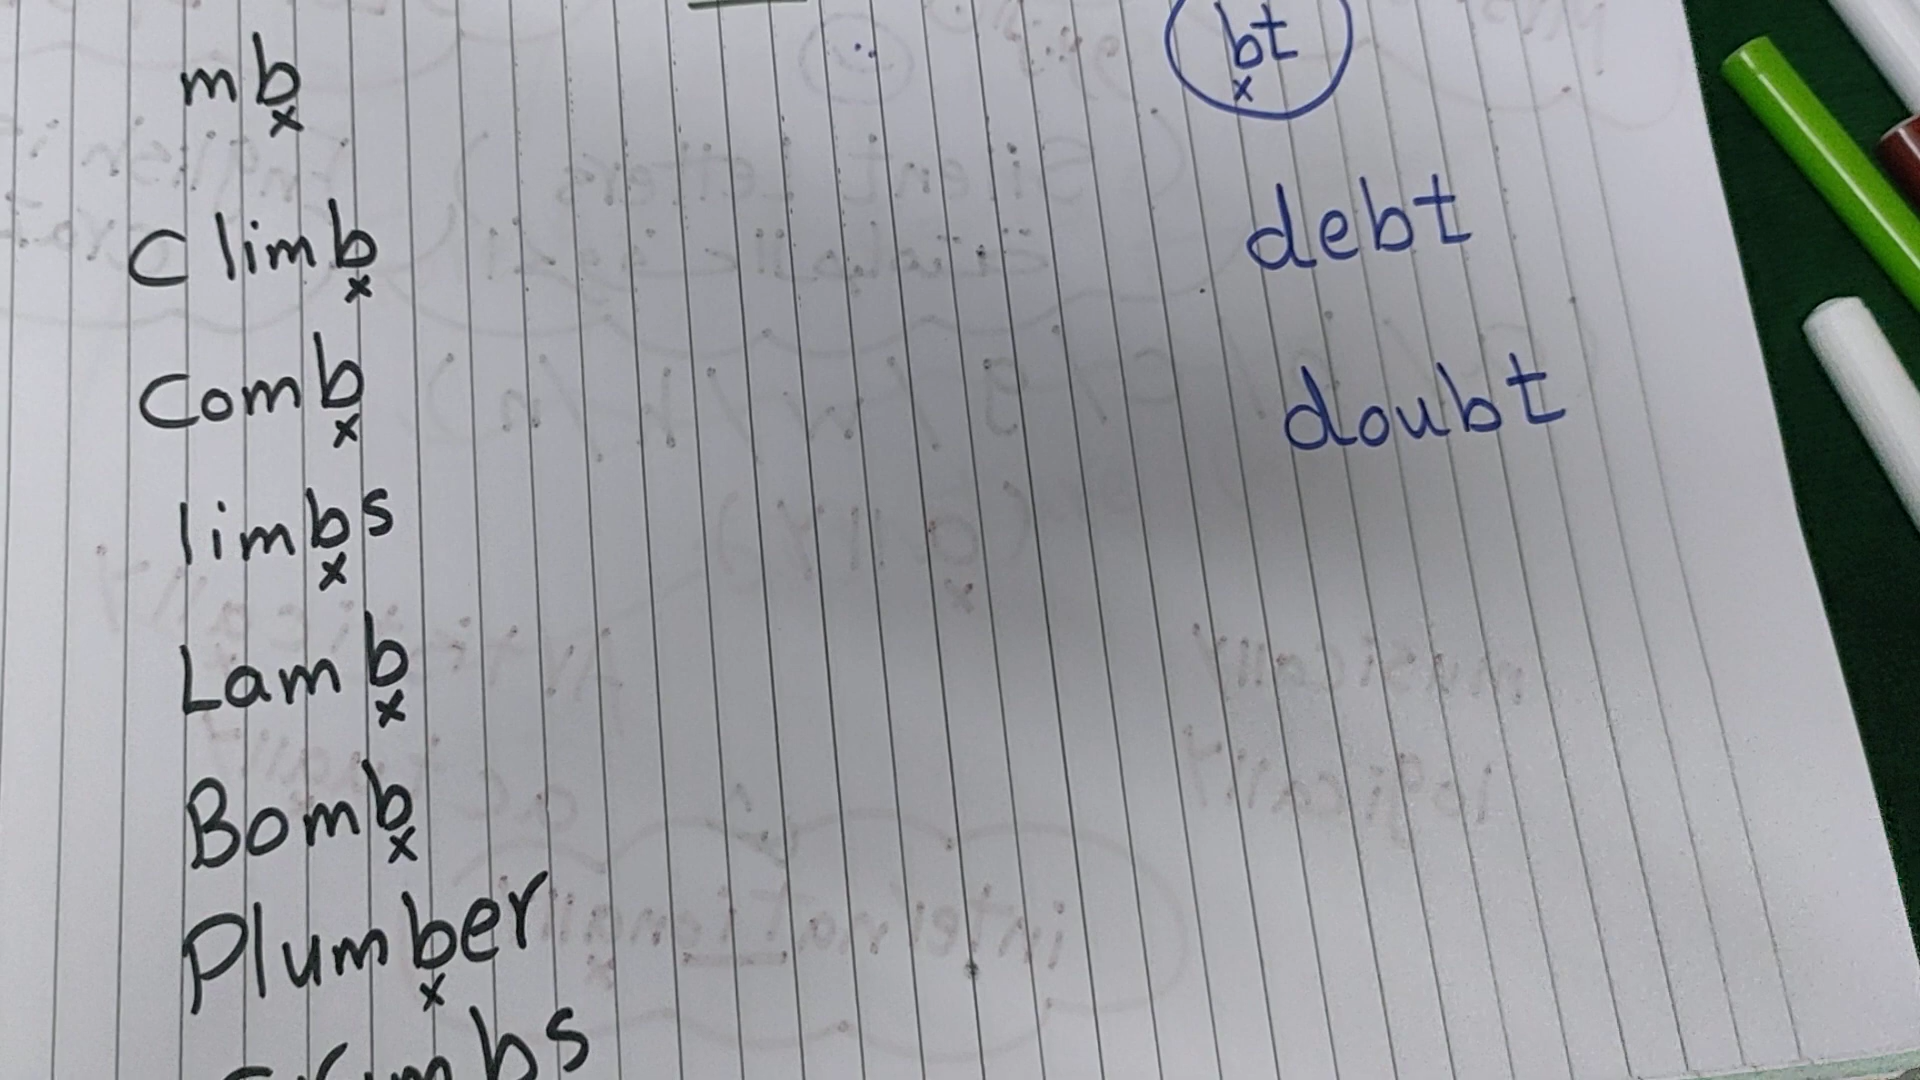 mb
x
Climb
x
Comb
x
limbs
x
Lamb
x
Bomb
x
Plumber
x
bt
x
debt
doubt